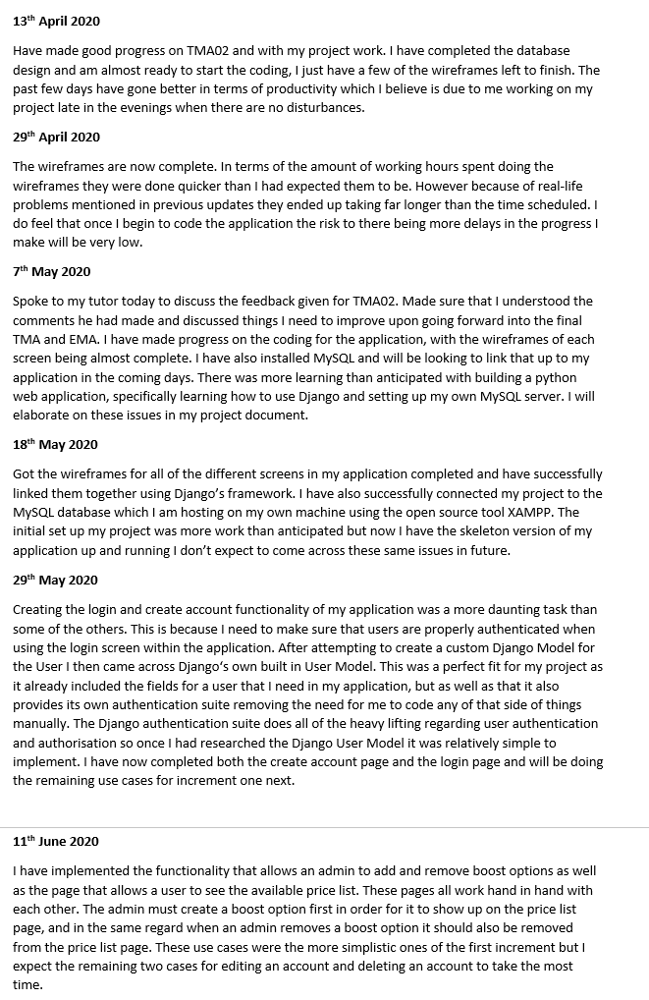 13th April 2020
Have made good progress on TMA02 and with my project work. I have completed the database
design and am almost ready to start the coding, I just have a few of the wireframes left to finish. The
past few days have gone better in terms of productivity which I believe is due to me working on my
project late in the evenings when there are no disturbances.
29th April 2020
The wireframes are now complete. In terms of the amount of working hours spent doing the
wireframes they were done quicker than I had expected them to be. However because of real-life
problems mentioned in previous updates they ended up taking far longer than the time scheduled. I
do feel that once I begin to code the application the risk to there being more delays in the progress I
make will be very low.
7th May 2020
Spoke to my tutor today to discuss the feedback given for TMA02. Made sure that I understood the
comments he had made and discussed things I need to improve upon going forward into the final
TMA and EMA. I have made progress on the coding for the application, with the wireframes of each
screen being almost complete. I have also installed MySQL and will be looking to link that up to my
application in the coming days. There was more learning than anticipated with building a python
web application, specifically learning how to use Django and setting up my own MySQL server. I will
elaborate on these issues in my project document.
18th May 2020
Got the wireframes for all of the different screens in my application completed and have successfully
linked them together using Django's framework. I have also successfully connected my project to the
MySQL database which I am hosting on my own machine using the open source tool XAMPP. The
initial set up my project was more work than anticipated but now I have the skeleton version of my
application up and running I don't expect to come across these same issues in future.
29th May 2020
Creating the login and create account functionality of my application was a more daunting task than
some of the others. This is because I need to make sure that users are properly authenticated when
using the login screen within the application. After attempting to create a custom Django Model for
the User I then came across Django's own built in User Model. This was a perfect fit for my project as
it already included the fields for a user that I need in my application, but as well as that it also
provides its own authentication suite removing the need for me to code any of that side of things
manually. The Django authentication suite does all of the heavy lifting regarding user authentication
and authorisation so once I had researched the Django User Model it was relatively simple to
implement. I have now completed both the create account page and the login page and will be doing
the remaining use cases for increment one next.
11th June 2020
I have implemented the functionality that allows an admin to add and remove boost options as well
as the page that allows a user to see the available price list. These pages all work hand in hand with
each other. The admin must create a boost option first in order for it to show up on the price list
page, and in the same regard when an admin removes a boost option it should also be removed
from the price list page. These use cases were the more simplistic ones of the first increment but I
expect the remaining two cases for editing an account and deleting an account to take the most
time.